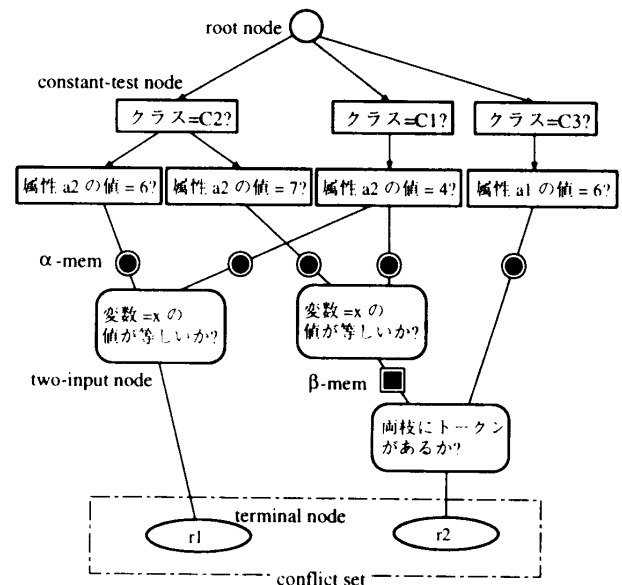 root node
constant-test node
クラス=C2?
クラス=C1?
クラス=C3?
属性 a2 の値 = 6?
属性 a2 の値 = 7?
属性 a2 の値 = 4?
属性 a1 の値 = 6?
α-mem
変数 =x の
値が等しいか?
変数 =x の
値が等しいか?
two-input node
β-mem
両枝にトークン
があるか?
terminal node
r1
r2
conflict set